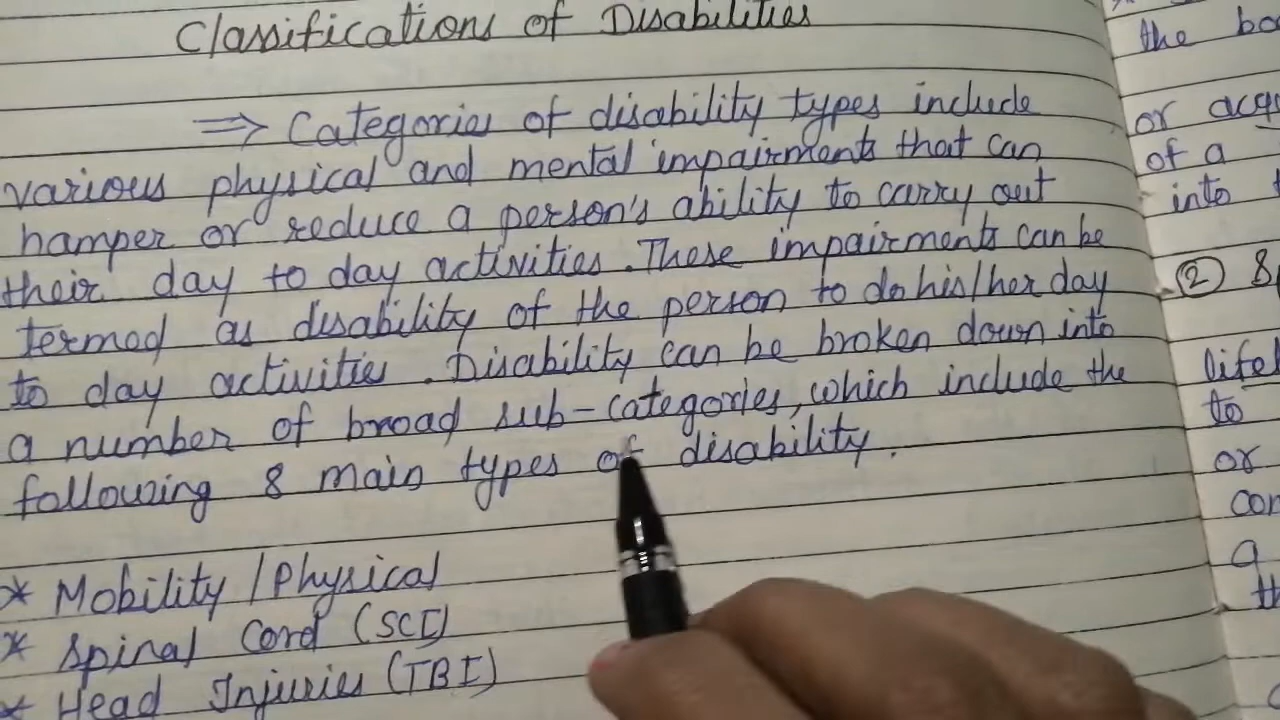 Classifications of Disabilities
⇒ Categories of disability types include
various physical and mental impairments that can
hamper or reduce a person's ability to carry out
their day to day activities. These impairments can be
termed as disability of the person to do his/her day
to day activities. Disability can be broken down into
a number of broad sub-categories, which include the
following 8 main types of disability.
* Mobility/Physical
* Spinal Cord (SCI)
* Head Injuries (TBI)
the
or
of a
into
②
to
or
a